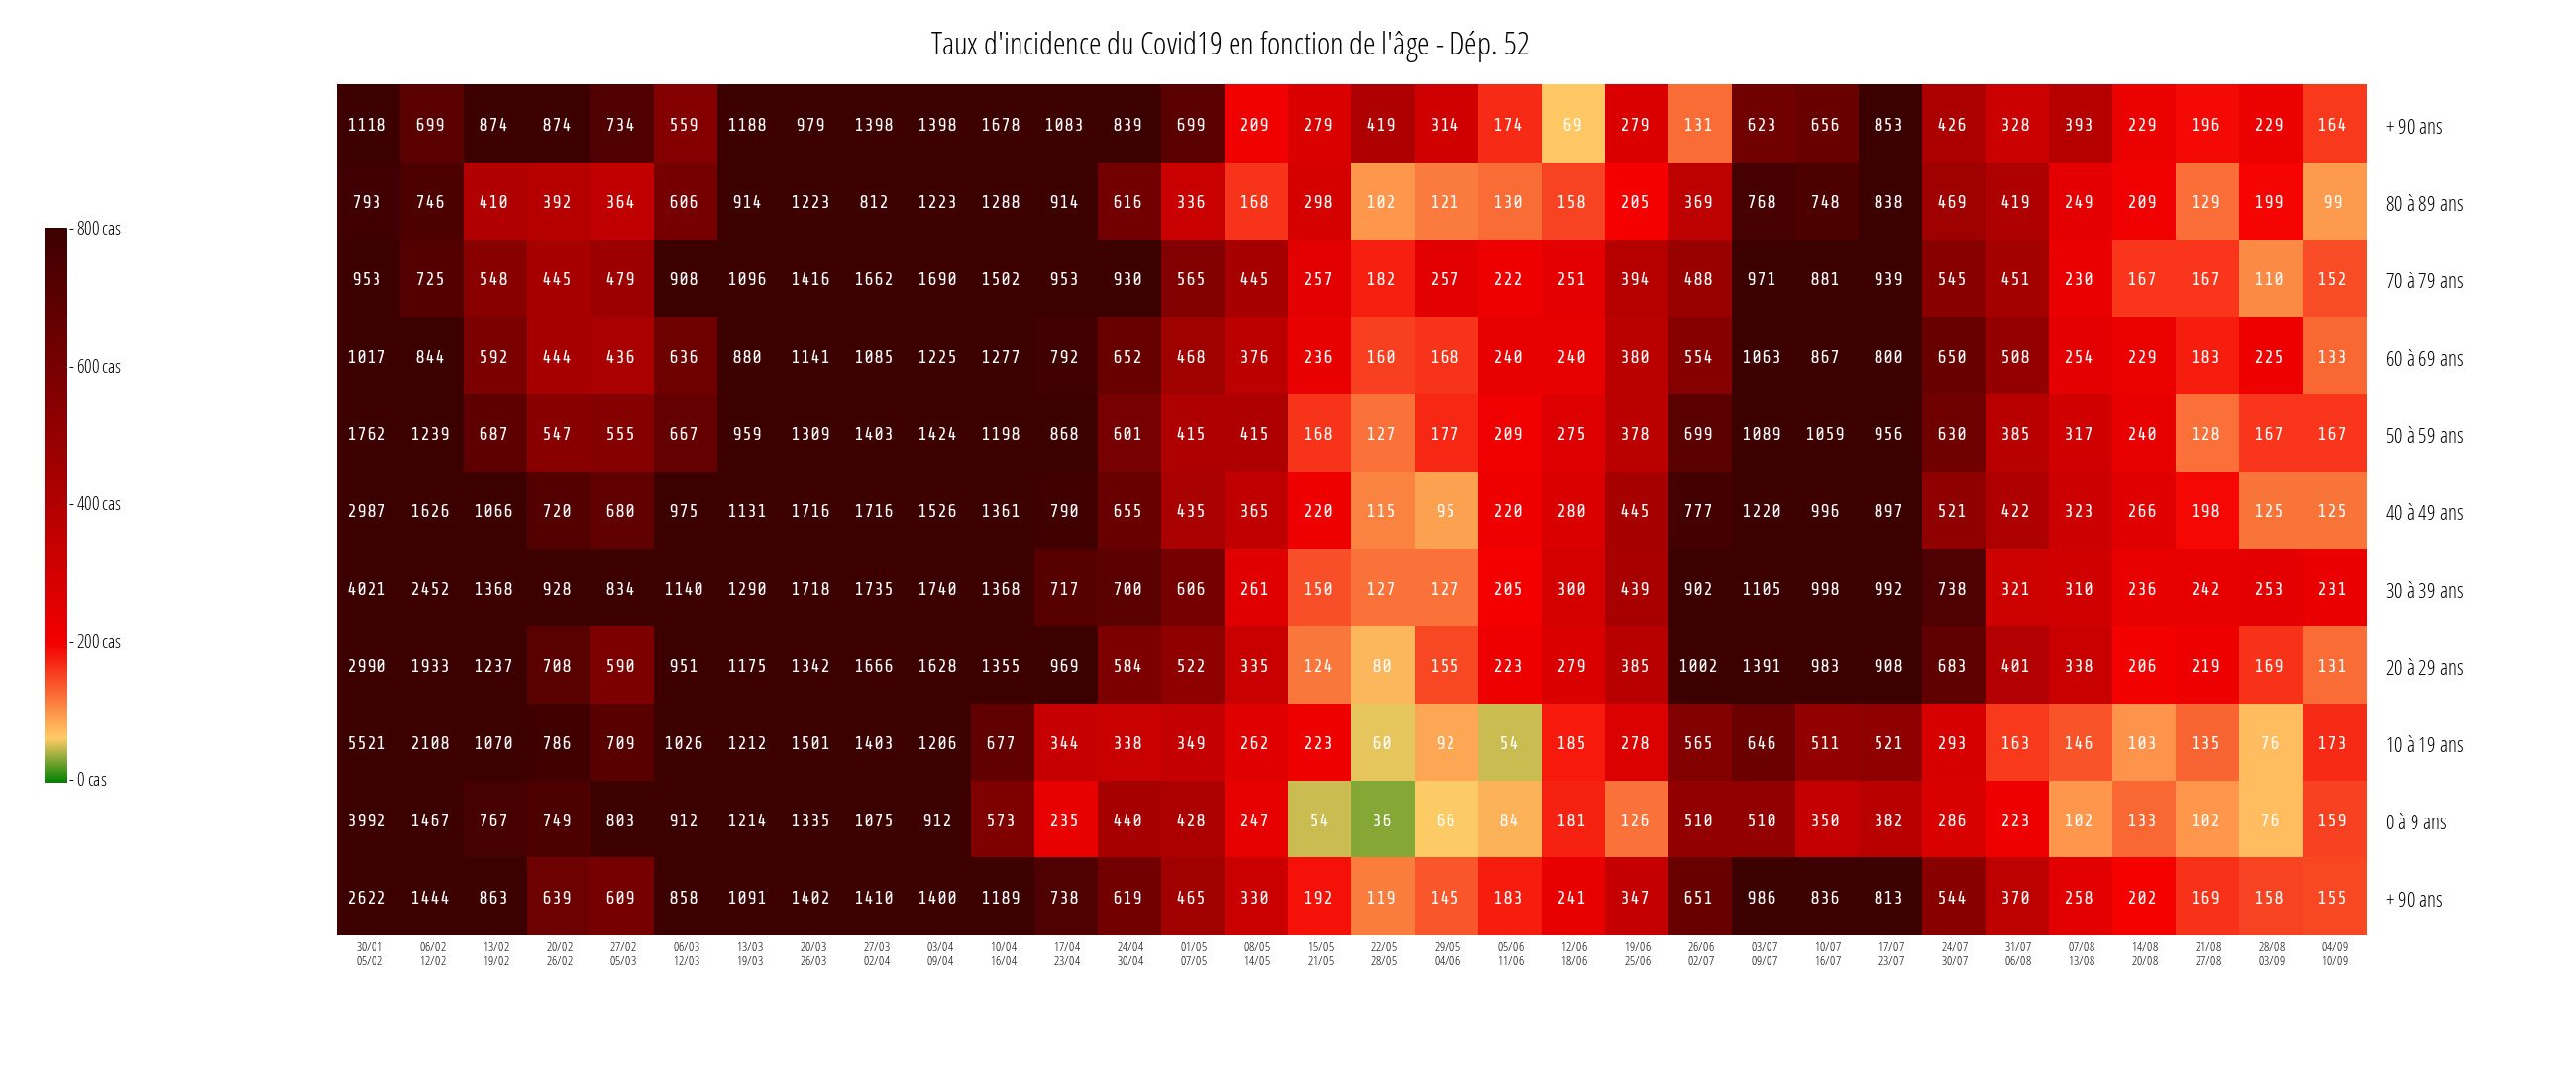 Taux d'incidence du Covid19 en fonction de l'âge - Dép. 52
- 800 cas
- 600 cas
- 400 cas
- 200 cas
- 0 cas
1118 699 874 874 734 559 1188 979 1398 1398 1678 1083 839 699 209 279 419 314 174 69 279 131 623 656 853 426 328 393 229 196 229 164 + 90 ans
793 746 410 392 364 606 914 1223 812 1223 1288 914 616 336 168 298 102 121 130 158 205 369 768 748 838 469 419 249 209 129 199 99 80 à 89 ans
953 725 548 445 479 908 1096 1416 1662 1690 1502 953 930 565 445 257 182 257 222 251 394 488 971 881 939 545 451 230 167 167 110 152 70 à 79 ans
1017 844 592 444 436 636 880 1141 1085 1225 1277 792 652 468 376 236 160 168 240 240 380 554 1063 867 800 650 508 254 229 183 225 133 60 à 69 ans
1762 1239 687 547 555 667 959 1309 1403 1424 1198 868 601 415 415 168 127 177 209 275 378 699 1089 1059 956 630 385 317 240 128 167 167 50 à 59 ans
2987 1626 1066 720 680 975 1131 1716 1716 1526 1361 790 655 435 365 220 115 95 220 280 445 777 1220 996 897 521 422 323 266 198 125 125 40 à 49 ans
4021 2452 1368 928 834 1140 1290 1718 1735 1740 1368 717 700 606 261 150 127 127 205 300 439 902 1105 998 992 738 321 310 236 242 253 231 30 à 39 ans
2990 1933 1237 708 590 951 1175 1342 1666 1628 1355 969 584 522 335 124 80 155 223 279 385 1002 1391 983 908 683 401 338 206 219 169 131 20 à 29 ans
5521 2108 1070 786 709 1026 1212 1501 1403 1206 677 344 338 349 262 223 60 92 54 185 278 565 646 511 521 293 163 146 103 135 76 173 10 à 19 ans
3992 1467 767 749 803 912 1214 1335 1075 912 573 235 440 428 247 54 36 66 84 181 126 510 510 350 382 286 223 102 133 102 76 159 0 à 9 ans
2622 1444 863 639 609 858 1091 1402 1410 1400 1189 738 619 465 330 192 119 145 183 241 347 651 986 836 813 544 370 258 202 169 158 155 + 90 ans
30/01 06/02 13/02 20/02 27/02 06/03 13/03 20/03 27/03 03/04 10/04 17/04 24/04 01/05 08/05 15/05 22/05 29/05 05/06 12/06 19/06 26/06 03/07 10/07 17/07 24/07 31/07 07/08 14/08 21/08 28/08 04/09
05/02 12/02 19/02 26/02 05/03 12/03 19/03 26/03 02/04 09/04 16/04 23/04 30/04 07/05 14/05 21/05 28/05 04/06 11/06 18/06 25/06 02/07 09/07 16/07 23/07 30/07 06/08 13/08 20/08 27/08 03/09 10/09